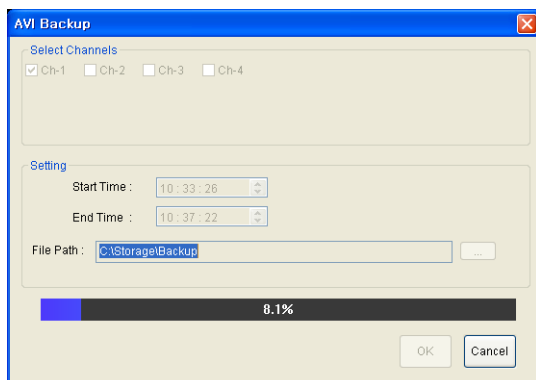 AVI Backup
Select Channels
Ch-1 Ch-2 Ch-3 Ch-4
Setting
Start Time : 10 : 33 : 26
End Time : 10 : 37 : 22
File Path : C:\Storage\Backup ...
8.1%
OK Cancel